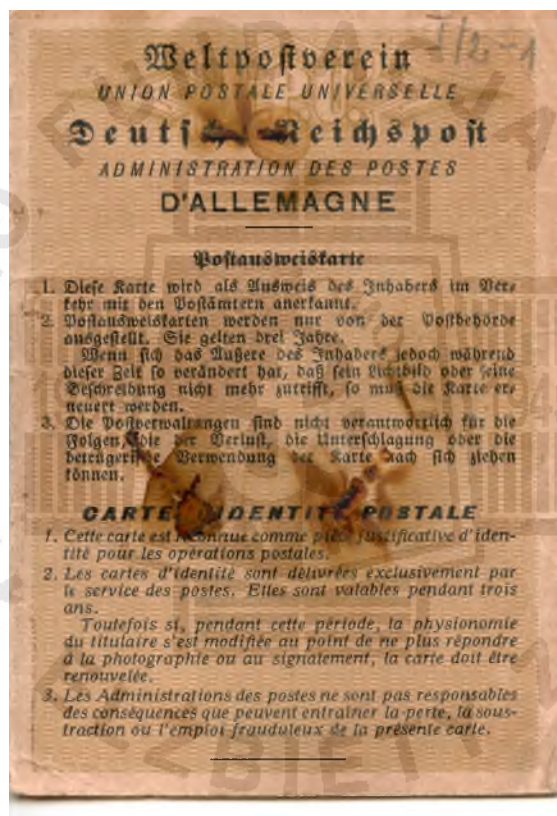 I/2-1
Weltpostverein
UNION POSTALE UNIVERSELLE
Reichspost
ADMINISTRATION DES POSTES
D'ALLEMAGNE
Postausweiskarte
1. Diese Karte wird als Ausweis des Inhabers im Ver-
kehr mit den Postämtern anerkannt.
2. Postausweiskarten werden nur von der Postbehörde
ausgestellt. Sie gelten drei Jahre.
Wenn sich das Äußere des Inhabers jedoch während
dieser Zeit so verändert hat, daß sein Lichtbild oder seine
Beschreibung nicht mehr zutrifft, so muß die Karte er-
neuert werden.
3. Die Postverwaltungen sind nicht verantwortlich für die
Folgen, die der Verlust, die Unterschlagung oder die
betrügerische Verwendung der Karte nach sich ziehen
können.
CARTE D'IDENTITÉ POSTALE
1. Cette carte est reconnue comme pièce justificative d'iden-
tité pour les opérations postales.
2. Les cartes d'identité sont délivrées exclusivement par
le service des postes. Elles sont valables pendant trois
ans.
Toutefois si, pendant cette période, la physionomie
du titulaire s'est modifiée au point de ne plus répondre
à la photographie ou au signalement, la carte doit être
renouvelée.
3. Les Administrations des postes ne sont pas responsables
des conséquences que peuvent entraîner la perte, la sous-
traction ou l'emploi frauduleux de la présente carte.